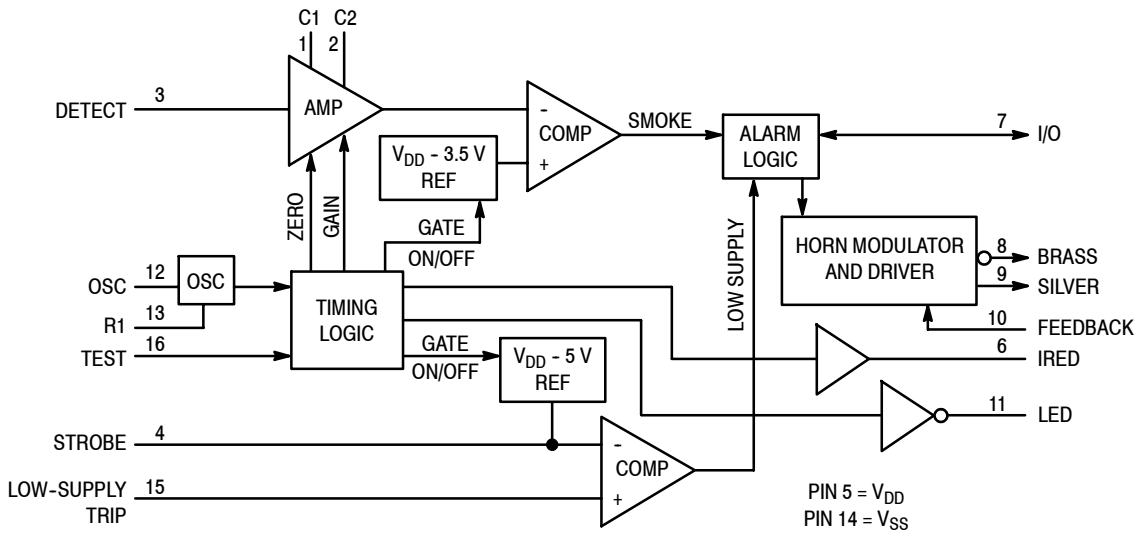 C1 C2
1 2
DETECT 3
AMP
-
COMP
+
SMOKE
ALARM
LOGIC
7
I/O
VDD - 3.5 V
REF
ZERO
GAIN
GATE
ON/OFF
LOW SUPPLY
HORN MODULATOR
AND DRIVER
8
BRASS
9
SILVER
10
FEEDBACK
OSC 12
OSC
R1 13
TEST 16
TIMING
LOGIC
GATE
ON/OFF
VDD - 5 V
REF
6
IRED
11
LED
STROBE 4
-
COMP
+
LOW-SUPPLY
TRIP
15
PIN 5 = VDD
PIN 14 = VSS